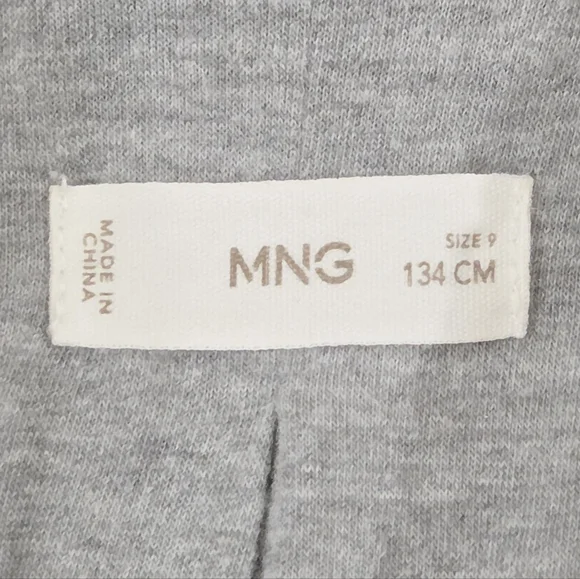 MADE IN
CHINA
MNG
SIZE 9
134 CM